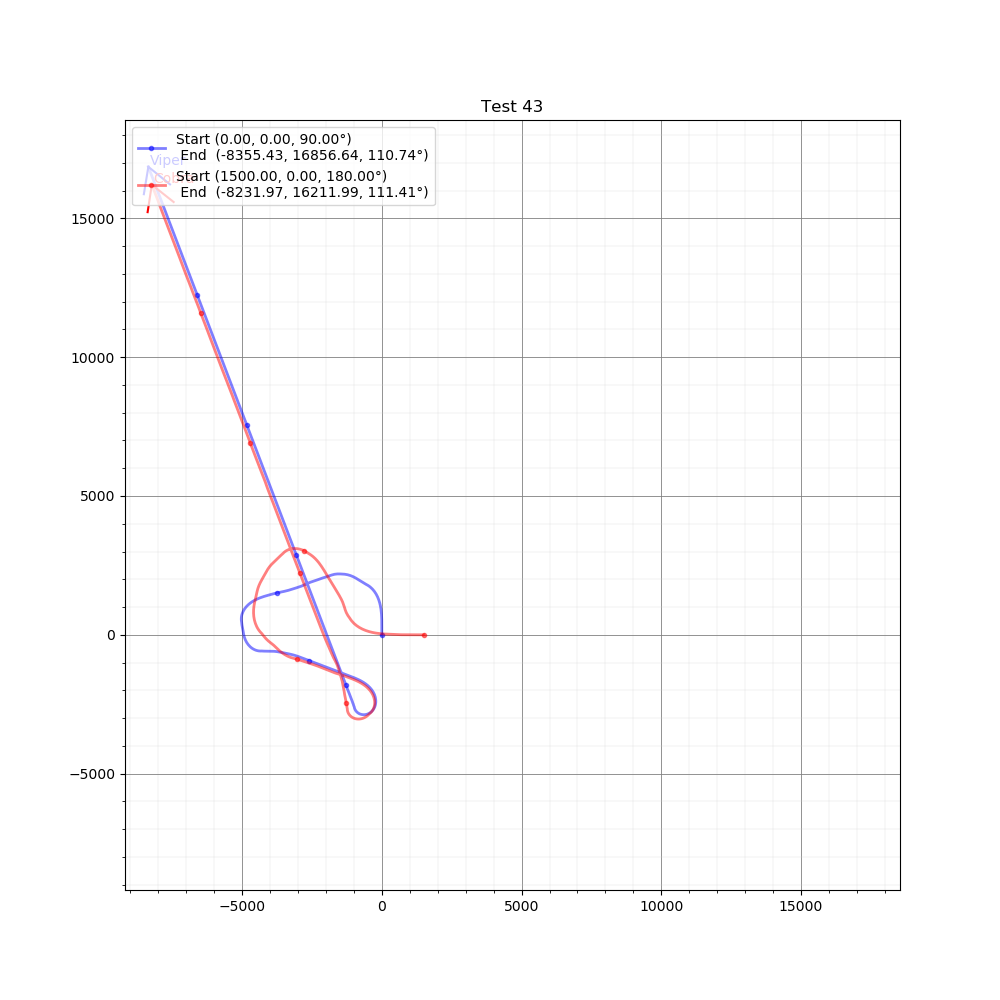 Test 43
Start (0.00, 0.00, 90.00°)
End (-8355.43, 16856.64, 110.74°)
Start (1500.00, 0.00, 180.00°)
End (-8231.97, 16211.99, 111.41°)
Viper
15000
10000
5000
0
−5000
−5000
0
5000
10000
15000